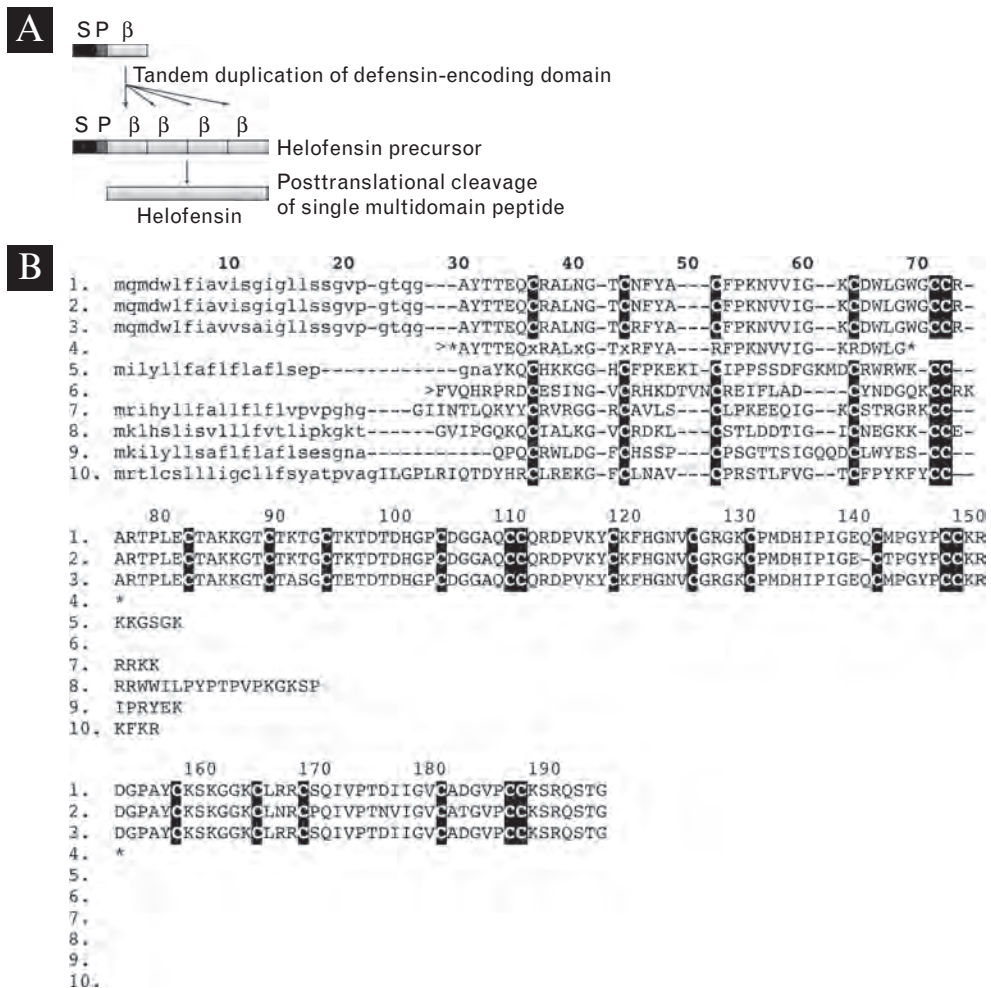 A
S P β
Tandem duplication of defensin-encoding domain
S P β β β β
Helofensin precursor
Posttranslational cleavage
of single multidomain peptide
Helofensin
B
10 20 30 40 50 60 70
1. mqmdwlfiavisgigllssgvp-gtqgg---AYTTEQCRALNG-TCNFYA---CFPKNVVIG--KCDWLGWGCCR-
2. mqmdwlfiavisgigllssgvp-gtqgg---AYTTEQCRALNG-TCNFYA---CFPKNVVIG--KCDWLGWGCCR-
3. mqmdwlfiavvsaigllssgvp-gtqgg---AYTTEQCRALNG-TCRFYA---CFPKNVVIG--KCDWLGWGCCR-
4. >*AYTTEQxRALxG-TxRFYA---RFPKNVVIG--KRDWLG*
5. milyllfaflflaflsep------------gnaYKQCHKKGG-HCFPKEKI-CIPPSSDFGKMDCRWRWK-CC--
6. >FVQHRPRDCESING-VCRHKDTVNCREIFLAD----CYNDGQKCCRK
7. mrihyllfallflflvpvpghg----GIINTLQKYYCRVRGG-RCAVLS---CLPKEEQIG--KCSTRGRKCC--
8. mklhslisvlllfvtlipkgkt------GVIPGQKQCIALKG-VCRDKL---CSTLDDTIG--ICNEGKK-CCE-
9. mkilyllsaflflaflsesgna---------QPQCRWLDG-FCHSSP---CPSGTTSIGQQDCLWYES-CC--
10. mrtlcsllligcllfsyatpvagILGPLRIQTDYHRCLREKG-FCLNAV---CPRSTLFVG--TCFPYKFYCC--
80 90 100 110 120 130 140 150
1. ARTPLECTAKKGTCTKTGCTKTDTDHGPCDGGAQCCQRDPVKYCKFHGNVCGRGKCPMDHIPIGEQCMPGYPCCKR
2. ARTPLECTAKKGTCTKTGCTKTDTDHGPCDGGAQCCQRDPVKYCKFHGNVCGRGKCPMDHIPIGE-CTMPGYPCCKR
3. ARTPLECTAKKGTCTASGCTETDTDHGPCDGGAQCCQRDPVKYCKFHGNVCGRGKCPMDHIPIGEQCMPGYPCCKR
4. *
5. KKGSGK
6.
7. RRKK
8. RRWWILPYPTPVPKGKSP
9. IPRYEK
10. KFKR
160 170 180 190
1. DGPAYCKSKGGKCLRRCSQIVPTDIIGVCADGVPCCKSRQSTG
2. DGPAYCKSKGGKCLNRCPQIVPTNVIGVCATGVPCCKSRQSTG
3. DGPAYCKSKGGKCLRRCSQIVPTDIIGVCADGVPCCKSRQSTG
4. *
5.
6.
7.
8.
9.
10.